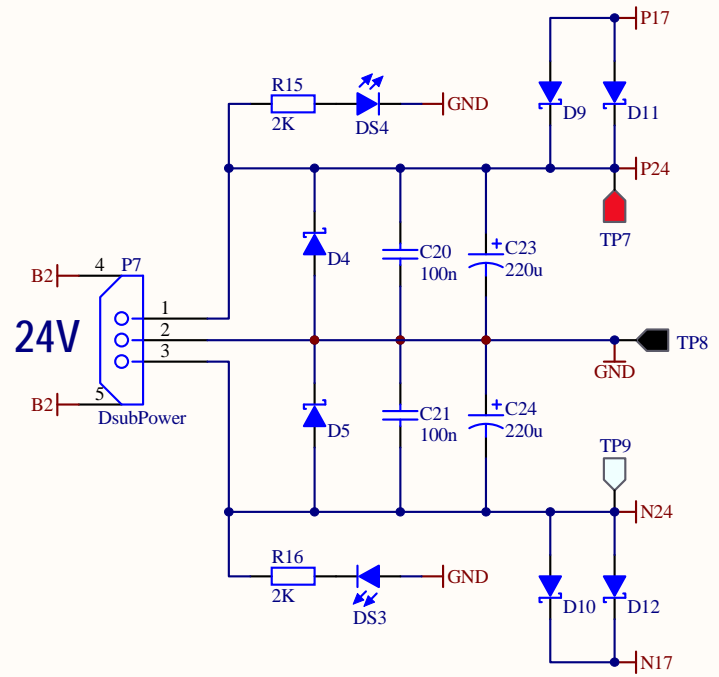 P17
R15
2K
DS4
GND
D9
D11
P24
TP7
D4
C20
100n
C23
220u
B2
4
P7
24V
1
2
3
TP8
GND
B2
5
DsubPower
D5
C21
100n
C24
220u
TP9
N24
R16
2K
DS3
GND
D10
D12
N17